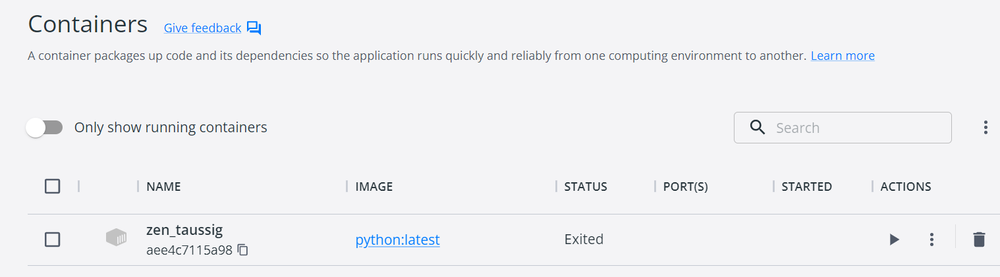 Containers Give feedback
A container packages up code and its dependencies so the application runs quickly and reliably from one computing environment to another. Learn more
Only show running containers Search
NAME IMAGE STATUS PORT(S) STARTED ACTIONS
zen_taussig
aee4c7115a98 python:latest Exited